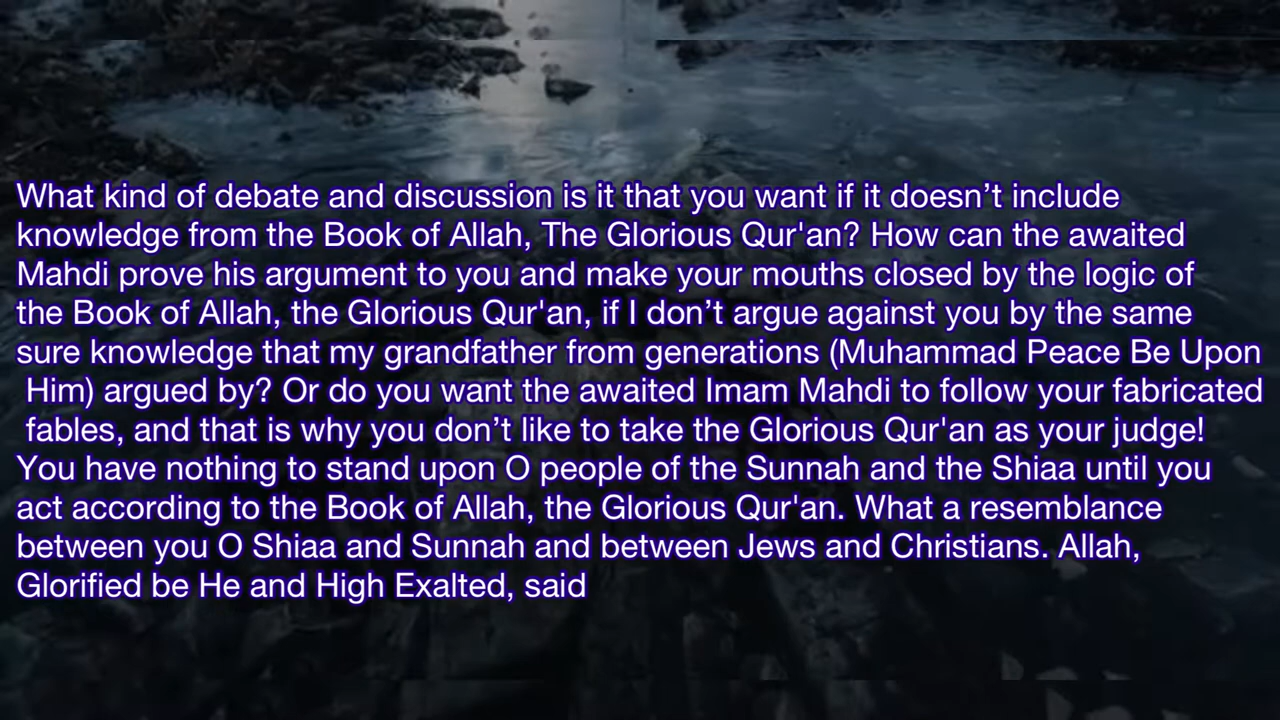 What kind of debate and discussion is it that you want if it doesn’t include
knowledge from the Book of Allah, The Glorious Qur'an? How can the awaited
Mahdi prove his argument to you and make your mouths closed by the logic of
the Book of Allah, the Glorious Qur'an, if I don’t argue against you by the same
sure knowledge that my grandfather from generations (Muhammad Peace Be Upon
Him) argued by? Or do you want the awaited Imam Mahdi to follow your fabricated
fables, and that is why you don’t like to take the Glorious Qur'an as your judge!
You have nothing to stand upon O people of the Sunnah and the Shiaa until you
act according to the Book of Allah, the Glorious Qur'an. What a resemblance
between you O Shiaa and Sunnah and between Jews and Christians. Allah,
Glorified be He and High Exalted, said